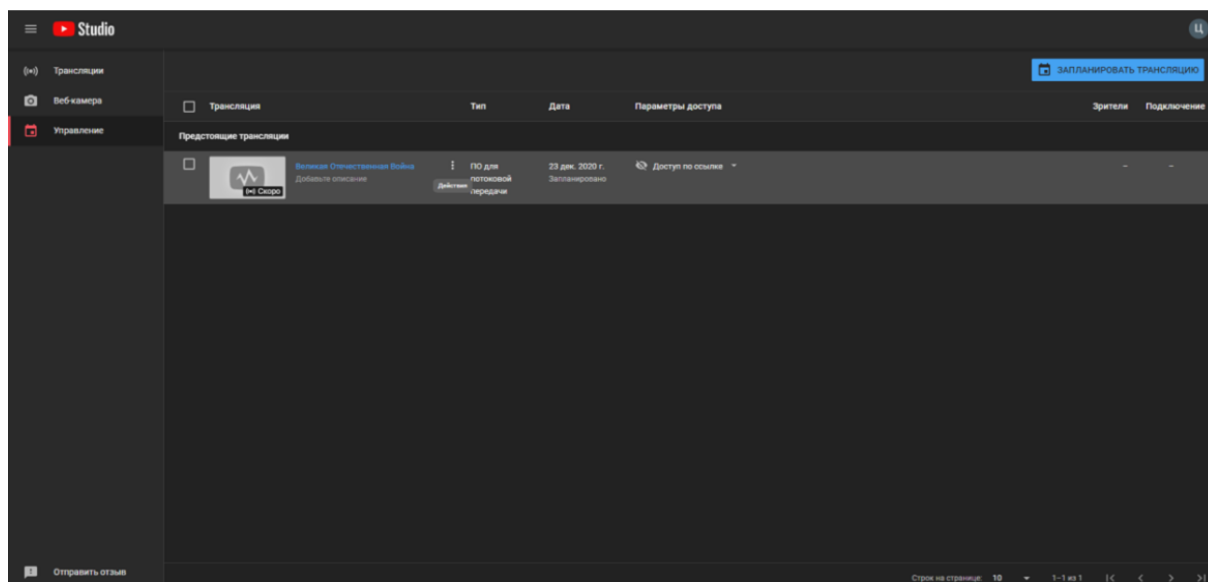 Studio
Ц
Трансляции
ЗАПЛАНИРОВАТЬ ТРАНСЛЯЦИЮ
Веб-камера
Трансляция Тип Дата Параметры доступа Зрители Подключение
Управление
Предстоящие трансляции
Великая Отечественная Война ПО для 23 дек. 2020 г. Доступ по ссылке – –
Добавьте описание Действия потоковой Запланировано
Скоро передачи
Отправить отзыв
Строк на странице: 10 1–1 из 1